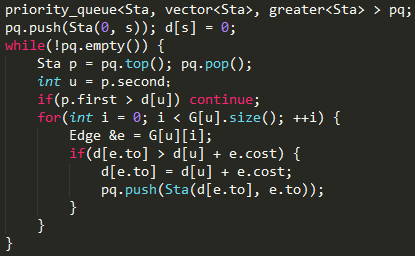 priority_queue<Sta, vector<Sta>, greater<Sta> > pq;
pq.push(Sta(0, s)); d[s] = 0;
while(!pq.empty()) {
    Sta p = pq.top(); pq.pop();
    int u = p.second;
    if(p.first > d[u]) continue;
    for(int i = 0; i < G[u].size(); ++i) {
        Edge &e = G[u][i];
        if(d[e.to] > d[u] + e.cost) {
            d[e.to] = d[u] + e.cost;
            pq.push(Sta(d[e.to], e.to));
        }
    }
}